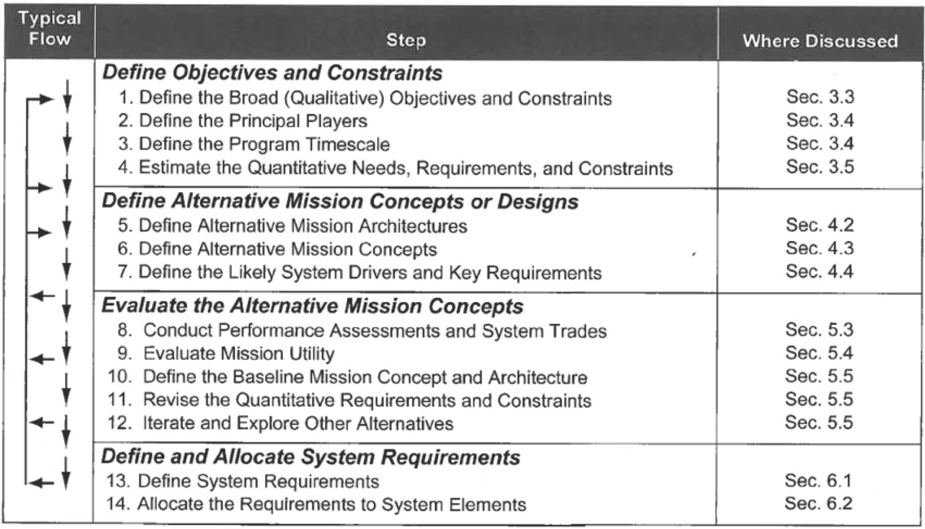 Typical
Flow
Step
Where Discussed
Define Objectives and Constraints
1. Define the Broad (Qualitative) Objectives and Constraints
Sec. 3.3
2. Define the Principal Players
Sec. 3.4
3. Define the Program Timescale
Sec. 3.4
4. Estimate the Quantitative Needs, Requirements, and Constraints
Sec. 3.5
Define Alternative Mission Concepts or Designs
5. Define Alternative Mission Architectures
Sec. 4.2
6. Define Alternative Mission Concepts
Sec. 4.3
7. Define the Likely System Drivers and Key Requirements
Sec. 4.4
Evaluate the Alternative Mission Concepts
8. Conduct Performance Assessments and System Trades
Sec. 5.3
9. Evaluate Mission Utility
Sec. 5.4
10. Define the Baseline Mission Concept and Architecture
Sec. 5.5
11. Revise the Quantitative Requirements and Constraints
Sec. 5.5
12. Iterate and Explore Other Alternatives
Sec. 5.5
Define and Allocate System Requirements
13. Define System Requirements
Sec. 6.1
14. Allocate the Requirements to System Elements
Sec. 6.2